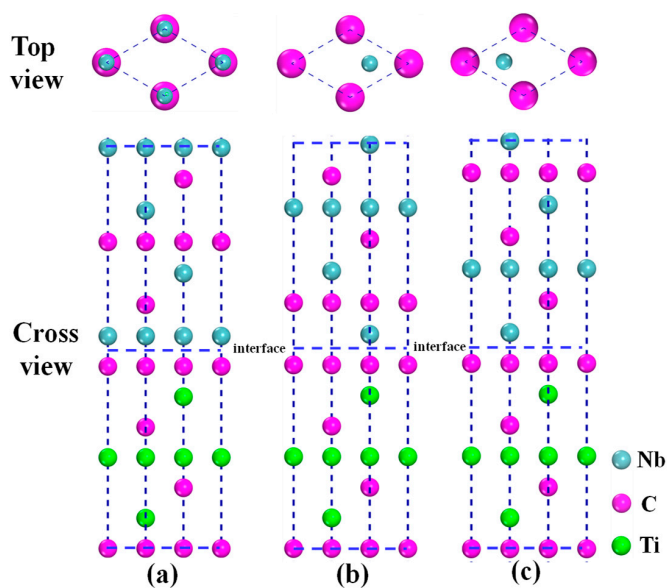 Top
view
Cross
view
interface
interface
Nb
C
Ti
(a)
(b)
(c)